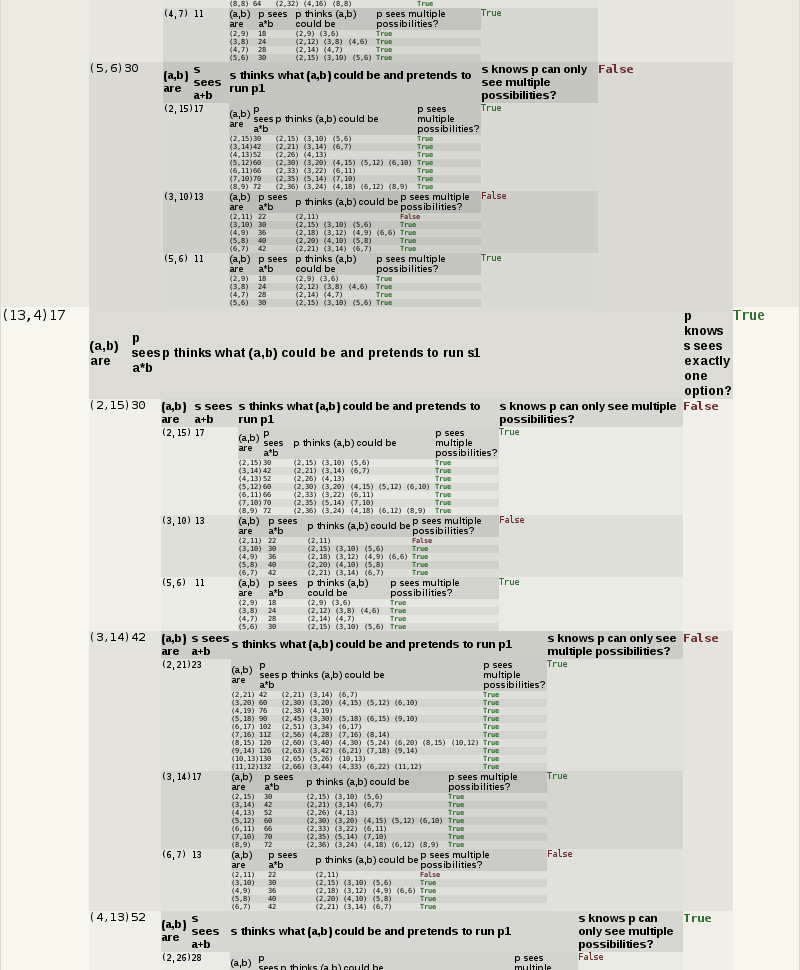 (8,8) 64 (2,32) (4,16) (8,8) True
(4,7) 11 (a,b) are p sees a*b p thinks (a,b) could be p sees multiple possibilities? True
(2,9) 18 (2,9) (3,6) True
(3,8) 24 (2,12) (3,8) (4,6) True
(4,7) 28 (2,14) (4,7) True
(5,6) 30 (2,15) (3,10) (5,6) True
(5,6) 30 (a,b) are s sees a+b s thinks what (a,b) could be and pretends to run p1 s knows p can only see multiple possibilities? False
(2,15) 17 (a,b) are p sees a*b p thinks (a,b) could be p sees multiple possibilities? True
(2,15) 30 (2,15) (3,10) (5,6) True
(3,14) 42 (2,21) (3,14) (6,7) True
(4,13) 52 (2,26) (4,13) True
(5,12) 60 (2,30) (3,20) (4,15) (5,12) (6,10) True
(6,11) 66 (2,33) (3,22) (6,11) True
(7,10) 70 (2,35) (5,14) (7,10) True
(8,9) 72 (2,36) (3,24) (4,18) (6,12) (8,9) True
(3,10) 13 (a,b) are p sees a*b p thinks (a,b) could be p sees multiple possibilities? False
(2,11) 22 (2,11) False
(3,10) 30 (2,15) (3,10) (5,6) True
(4,9) 36 (2,18) (3,12) (4,9) (6,6) True
(5,8) 40 (2,20) (4,10) (5,8) True
(6,7) 42 (2,21) (3,14) (6,7) True
(5,6) 11 (a,b) are p sees a*b p thinks (a,b) could be p sees multiple possibilities? True
(2,9) 18 (2,9) (3,6) True
(3,8) 24 (2,12) (3,8) (4,6) True
(4,7) 28 (2,14) (4,7) True
(5,6) 30 (2,15) (3,10) (5,6) True
(13,4) 17 (a,b) are p sees a*b p thinks what (a,b) could be and pretends to run s1 p knows s sees exactly one option? True
(2,15) 30 (a,b) are s sees a+b s thinks what (a,b) could be and pretends to run p1 s knows p can only see multiple possibilities? False
(2,15) 17 (a,b) are p sees a*b p thinks (a,b) could be p sees multiple possibilities? True
(2,15) 30 (2,15) (3,10) (5,6) True
(3,14) 42 (2,21) (3,14) (6,7) True
(4,13) 52 (2,26) (4,13) True
(5,12) 60 (2,30) (3,20) (4,15) (5,12) (6,10) True
(6,11) 66 (2,33) (3,22) (6,11) True
(7,10) 70 (2,35) (5,14) (7,10) True
(8,9) 72 (2,36) (3,24) (4,18) (6,12) (8,9) True
(3,10) 13 (a,b) are p sees a*b p thinks (a,b) could be p sees multiple possibilities? False
(2,11) 22 (2,11) False
(3,10) 30 (2,15) (3,10) (5,6) True
(4,9) 36 (2,18) (3,12) (4,9) (6,6) True
(5,8) 40 (2,20) (4,10) (5,8) True
(6,7) 42 (2,21) (3,14) (6,7) True
(5,6) 11 (a,b) are p sees a*b p thinks (a,b) could be p sees multiple possibilities? True
(2,9) 18 (2,9) (3,6) True
(3,8) 24 (2,12) (3,8) (4,6) True
(4,7) 28 (2,14) (4,7) True
(5,6) 30 (2,15) (3,10) (5,6) True
(3,14) 42 (a,b) are s sees a+b s thinks what (a,b) could be and pretends to run p1 s knows p can only see multiple possibilities? False
(2,21) 23 (a,b) are p sees a*b p thinks (a,b) could be p sees multiple possibilities? True
(2,21) 42 (2,21) (3,14) (6,7) True
(3,20) 60 (2,30) (3,20) (4,15) (5,12) (6,10) True
(4,19) 76 (2,38) (4,19) True
(5,18) 90 (2,45) (3,30) (5,18) (6,15) (9,10) True
(6,17) 102 (2,51) (3,34) (6,17) True
(7,16) 112 (2,56) (4,28) (7,16) (8,14) True
(8,15) 120 (2,60) (3,40) (4,30) (5,24) (6,20) (8,15) (10,12) True
(9,14) 126 (2,63) (3,42) (6,21) (7,18) (9,14) True
(10,13) 130 (2,65) (5,26) (10,13) True
(11,12) 132 (2,66) (3,44) (4,33) (6,22) (11,12) True
(3,14) 17 (a,b) are p sees a*b p thinks (a,b) could be p sees multiple possibilities? True
(2,15) 30 (2,15) (3,10) (5,6) True
(3,14) 42 (2,21) (3,14) (6,7) True
(4,13) 52 (2,26) (4,13) True
(5,12) 60 (2,30) (3,20) (4,15) (5,12) (6,10) True
(6,11) 66 (2,33) (3,22) (6,11) True
(7,10) 70 (2,35) (5,14) (7,10) True
(8,9) 72 (2,36) (3,24) (4,18) (6,12) (8,9) True
(6,7) 13 (a,b) are p sees a*b p thinks (a,b) could be p sees multiple possibilities? False
(2,11) 22 (2,11) False
(3,10) 30 (2,15) (3,10) (5,6) True
(4,9) 36 (2,18) (3,12) (4,9) (6,6) True
(5,8) 40 (2,20) (4,10) (5,8) True
(6,7) 42 (2,21) (3,14) (6,7) True
(4,13) 52 (a,b) are s sees a+b s thinks what (a,b) could be and pretends to run p1 s knows p can only see multiple possibilities? True
(2,26) 28 (a,b) p sees p thinks (a,b) could be p sees False